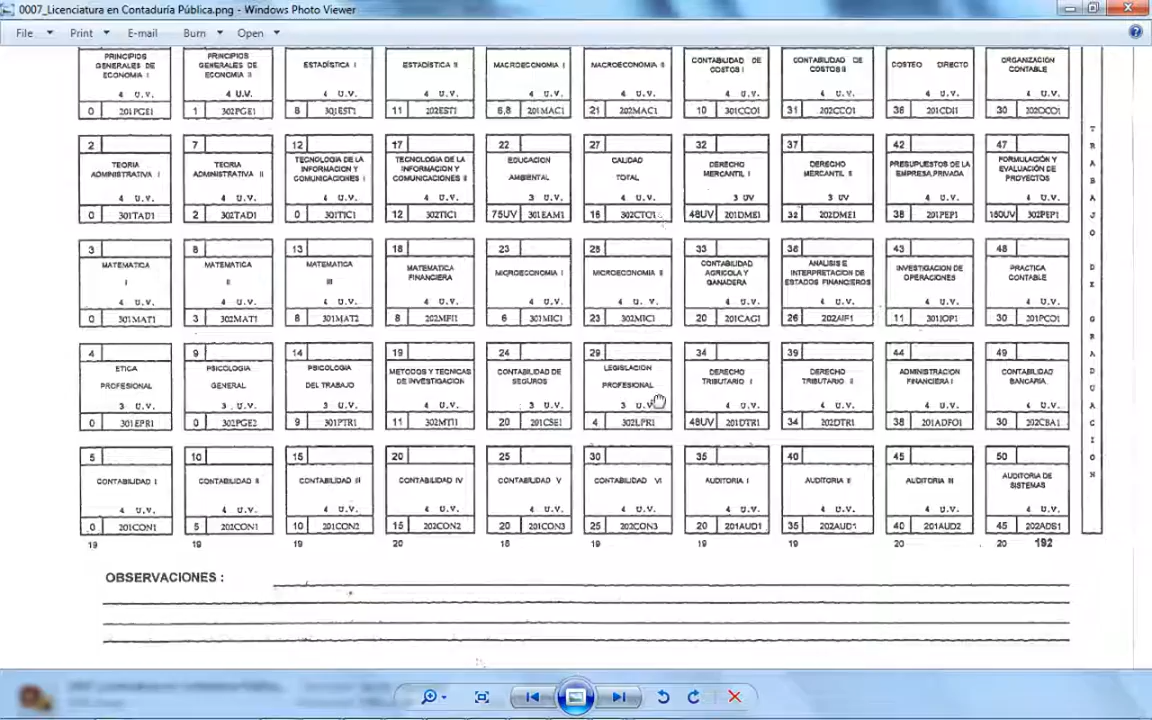 0007_Licenciatura en Contaduría Pública.png - Windows Photo Viewer
File Print E-mail Burn Open
PRINCIPIOS GENERALES DE ECONOMIA I
4 U.V.
0 201PGE1
PRINCIPIOS GENERALES DE ECONOMIA II
4 U.V.
1 302PGE1
ESTADÍSTICA I
4 U.V.
8 301EST1
ESTADÍSTICA II
4 U.V.
11 202EST1
MACROECONOMIA I
4 U.V.
6,8 201MAC1
MACROECONOMIA II
4 U.V.
21 202MAC1
CONTABILIDAD DE COSTOS I
4 U.V.
10 301CCO1
CONTABILIDAD DE COSTOS II
4 U.V.
31 202CCO1
COSTEO DIRECTO
4 U.V.
36 201CDI1
ORGANIZACIÓN CONTABLE
4 U.V.
30 202OCO1
2
TEORIA ADMINISTRATIVA I
4 U.V.
0 301TAD1
7
TEORIA ADMINISTRATIVA II
4 U.V.
2 302TAD1
12
TECNOLOGIA DE LA INFORMACION Y COMUNICACIONES I
4 U.V.
0 301TIC1
17
TECNOLOGIA DE LA INFORMACION Y COMUNICACIONES II
4 U.V.
12 302TIC1
22
EDUCACION AMBIENTAL
3 U.V.
75UV 301EAM1
27
CALIDAD TOTAL
4 U.V.
16 302CTO1
32
DERECHO MERCANTIL I
3 UV
48UV 201DME1
37
DERECHO MERCANTIL II
3 UV
32 202DME1
42
PRESUPUESTOS DE LA EMPRESA PRIVADA
4 U.V.
38 201PEP1
47
FORMULACIÓN Y EVALUACIÓN DE PROYECTOS
4 U.V.
160UV 302PEP1
3
MATEMATICA I
4 U.V.
0 301MAT1
8
MATEMATICA II
4 U.V.
3 302MAT1
13
MATEMATICA III
4 U.V.
8 301MAT2
18
MATEMATICA FINANCIERA
4 U.V.
8 202MFI1
23
MICROECONOMIA I
4 U.V.
6 301MIC1
28
MICROECONOMIA II
4 U.V.
23 302MIC1
33
CONTABILIDAD AGRICOLA Y GANADERA
4 U.V.
20 201CAG1
38
ANALISIS E INTERPRETACION DE ESTADOS FINANCIEROS
4 U.V.
26 202AIF1
43
INVESTIGACION DE OPERACIONES
4 U.V.
11 301IOP1
48
PRACTICA CONTABLE
4 U.V.
30 201PCO1
4
ETICA PROFESIONAL
3 U.V.
0 301EPR1
9
PSICOLOGIA GENERAL
3 U.V.
0 302PGE2
14
PSICOLOGIA DEL TRABAJO
3 U.V.
9 301PTR1
19
METODOS Y TECNICAS DE INVESTIGACION
4 U.V.
11 302MTI1
24
CONTABILIDAD DE SEGUROS
3 U.V.
20 201CSE1
29
LEGISLACION PROFESIONAL
3 U.V.
4 302LPR1
34
DERECHO TRIBUTARIO I
4 U.V.
48UV 201DTR1
39
DERECHO TRIBUTARIO II
4 U.V.
34 202DTR1
44
ADMINISTRACION FINANCIERA I
4 U.V.
38 201ADF01
49
CONTABILIDAD BANCARIA
4 U.V.
30 202CBA1
5
CONTABILIDAD I
4 U.V.
0 201CON1
10
CONTABILIDAD II
4 U.V.
5 202CON1
15
CONTABILIDAD III
4 U.V.
10 201CON2
20
CONTABILIDAD IV
4 U.V.
15 202CON2
25
CONTABILIDAD V
4 U.V.
20 201CON3
30
CONTABILIDAD VI
4 U.V.
25 202CON3
35
AUDITORIA I
4 U.V.
20 201AUD1
40
AUDITORIA II
4 U.V.
35 202AUD1
45
AUDITORIA III
4 U.V.
40 201AUD2
50
AUDITORIA DE SISTEMAS
4 U.V.
45 202ADS1
TRABAJO DE GRADUACION
19 19 19 20 18 19 19 19 20 20 192
OBSERVACIONES :